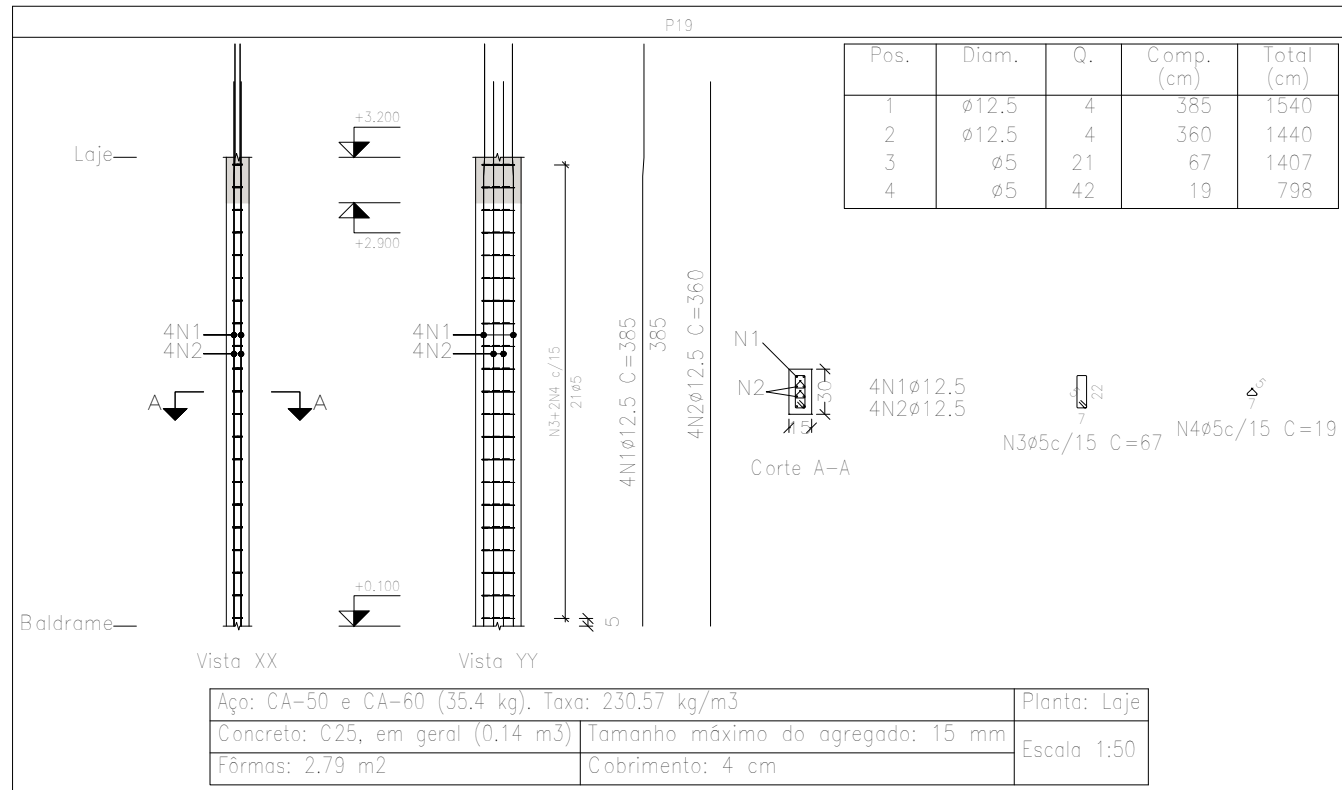 P19
Pos. Diam. Q. Comp. (cm) Total (cm)
1 ø12.5 4 385 1540
2 ø12.5 4 360 1440
3 ø5 21 67 1407
4 ø5 42 19 798
Laje
+3.200
+2.900
4N1
4N2
A
A
+0.100
Baldrame
Vista XX
4N1
4N2
N3+2N4 c/15
21ø5
5
Vista YY
4N1ø12.5 C=385
385
4N2ø12.5 C=360
N1
N2
30
15
Corte A-A
4N1ø12.5
4N2ø12.5
22
7
N3ø5c/15 C=67
5
7
N4ø5c/15 C=19
Aço: CA-50 e CA-60 (35.4 kg). Taxa: 230.57 kg/m3
Planta: Laje
Concreto: C25, em geral (0.14 m3)
Tamanho máximo do agregado: 15 mm
Escala 1:50
Fôrmas: 2.79 m2
Cobrimento: 4 cm